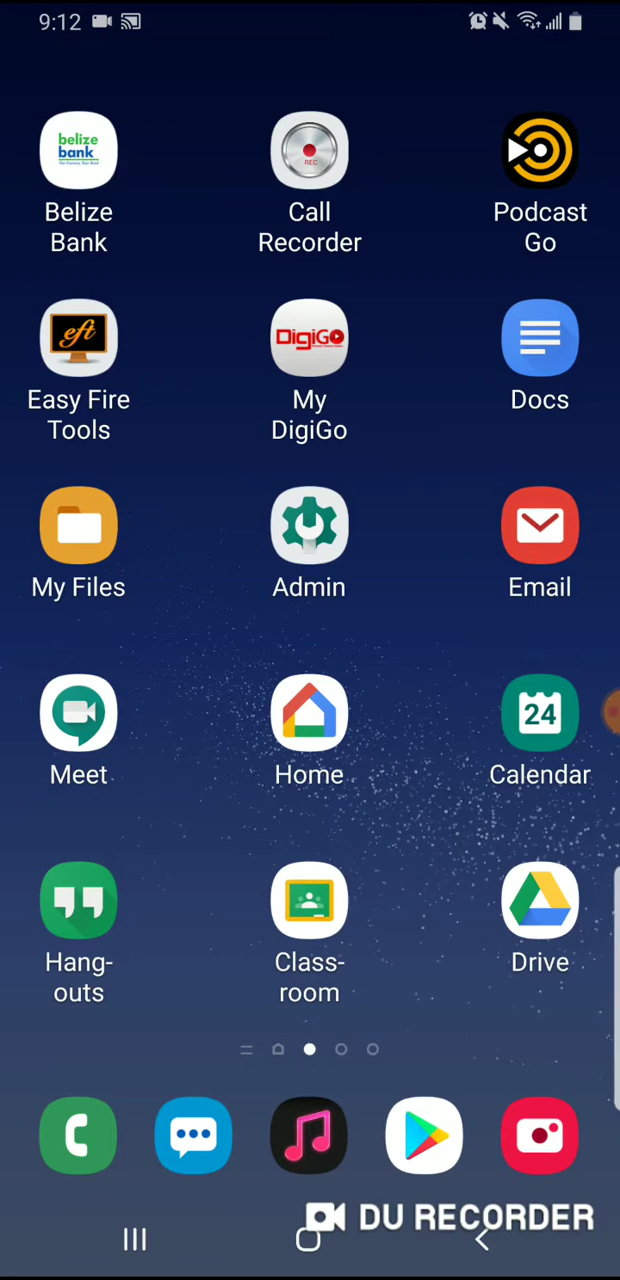 9:12
belize
bank
REC
Belize
Bank
Call
Recorder
Podcast
Go
eft
DigiGo
Easy Fire
Tools
My
DigiGo
Docs
My Files
Admin
Email
24
Meet
Home
Calendar
Hang-
outs
Class-
room
Drive
DU RECORDER